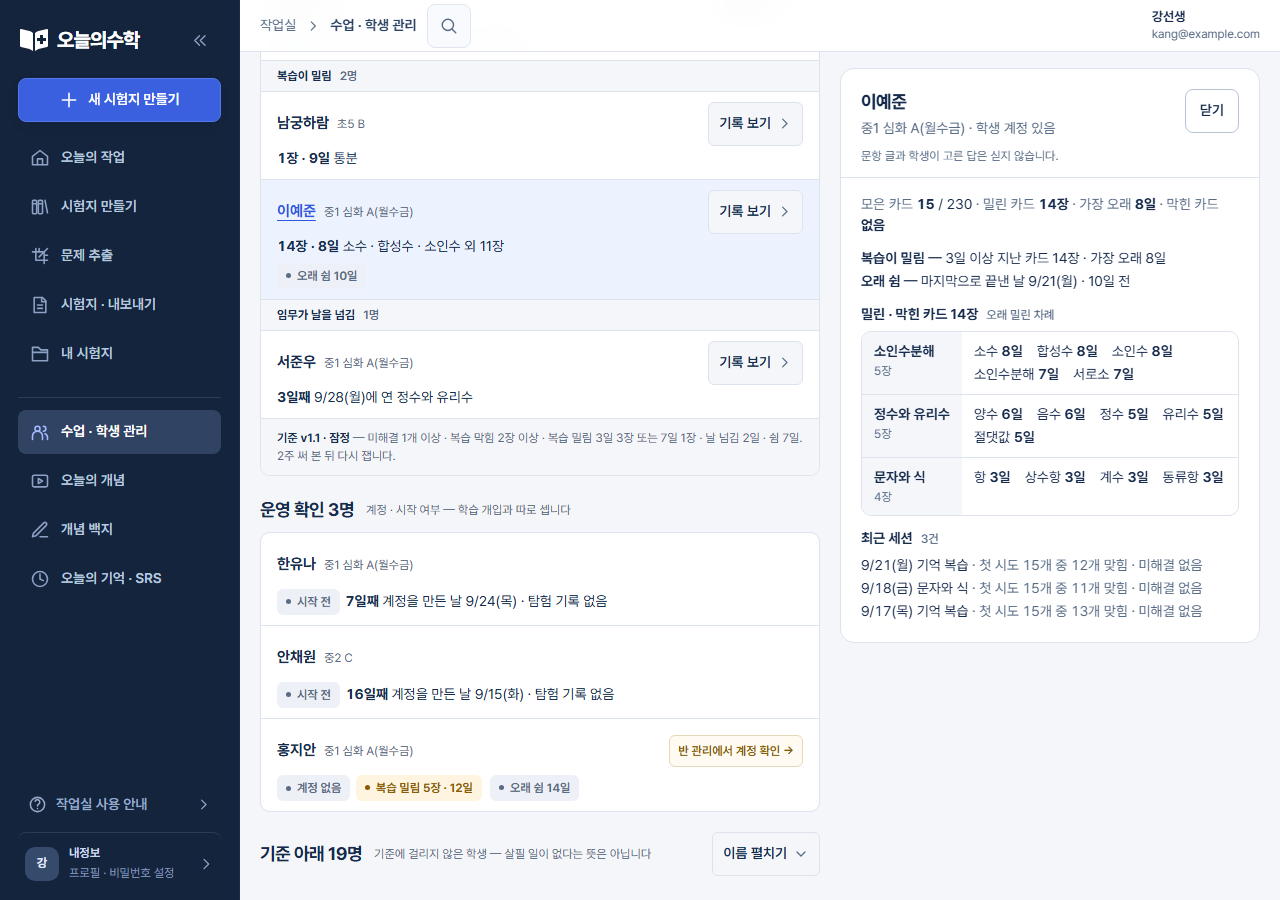 오늘의수학
새 시험지 만들기
오늘의 작업
시험지 만들기
문제 추출
시험지 · 내보내기
내 시험지
수업 · 학생 관리
오늘의 개념
개념 백지
오늘의 기억 · SRS
작업실 사용 안내
강
내정보
프로필 · 비밀번호 설정
작업실 > 수업 · 학생 관리
강선생
kang@example.com
복습이 밀림 2명
남궁하람 초5 B
기록 보기
1장 · 9일 통분
이예준 중1 심화 A(월수금)
기록 보기
14장 · 8일 소수 · 합성수 · 소인수 외 11장
오래 쉼 10일
임무가 날을 넘김 1명
서준우 중1 심화 A(월수금)
기록 보기
3일째 9/28(월)에 연 정수와 유리수
기준 v1.1 · 잠정 — 미해결 1개 이상 · 복습 막힘 2장 이상 · 복습 밀림 3일 3장 또는 7일 1장 · 날 넘김 2일 · 쉼 7일.
2주 써 본 뒤 다시 잽니다.
운영 확인 3명 계정 · 시작 여부 — 학습 개입과 따로 셉니다
한유나 중1 심화 A(월수금)
시작 전 7일째 계정을 만든 날 9/24(목) · 탐험 기록 없음
안채원 중2 C
시작 전 16일째 계정을 만든 날 9/15(화) · 탐험 기록 없음
홍지안 중1 심화 A(월수금)
반 관리에서 계정 확인 →
계정 없음 복습 밀림 5장 · 12일 오래 쉼 14일
기준 아래 19명 기준에 걸리지 않은 학생 — 살필 일이 없다는 뜻은 아닙니다
이름 펼치기
이예준
닫기
중1 심화 A(월수금) · 학생 계정 있음
문항 글과 학생이 고른 답은 싣지 않습니다.
모은 카드 15 / 230 · 밀린 카드 14장 · 가장 오래 8일 · 막힌 카드
없음
복습이 밀림 — 3일 이상 지난 카드 14장 · 가장 오래 8일
오래 쉼 — 마지막으로 끝낸 날 9/21(월) · 10일 전
밀린 · 막힌 카드 14장 오래 밀린 차례
소인수분해
5장
소수 8일 합성수 8일 소인수 8일
소인수분해 7일 서로소 7일
정수와 유리수
5장
양수 6일 음수 6일 정수 5일 유리수 5일
절댓값 5일
문자와 식
4장
항 3일 상수항 3일 계수 3일 동류항 3일
최근 세션 3건
9/21(월) 기억 복습 · 첫 시도 15개 중 12개 맞힘 · 미해결 없음
9/18(금) 문자와 식 · 첫 시도 15개 중 11개 맞힘 · 미해결 없음
9/17(목) 기억 복습 · 첫 시도 15개 중 13개 맞힘 · 미해결 없음